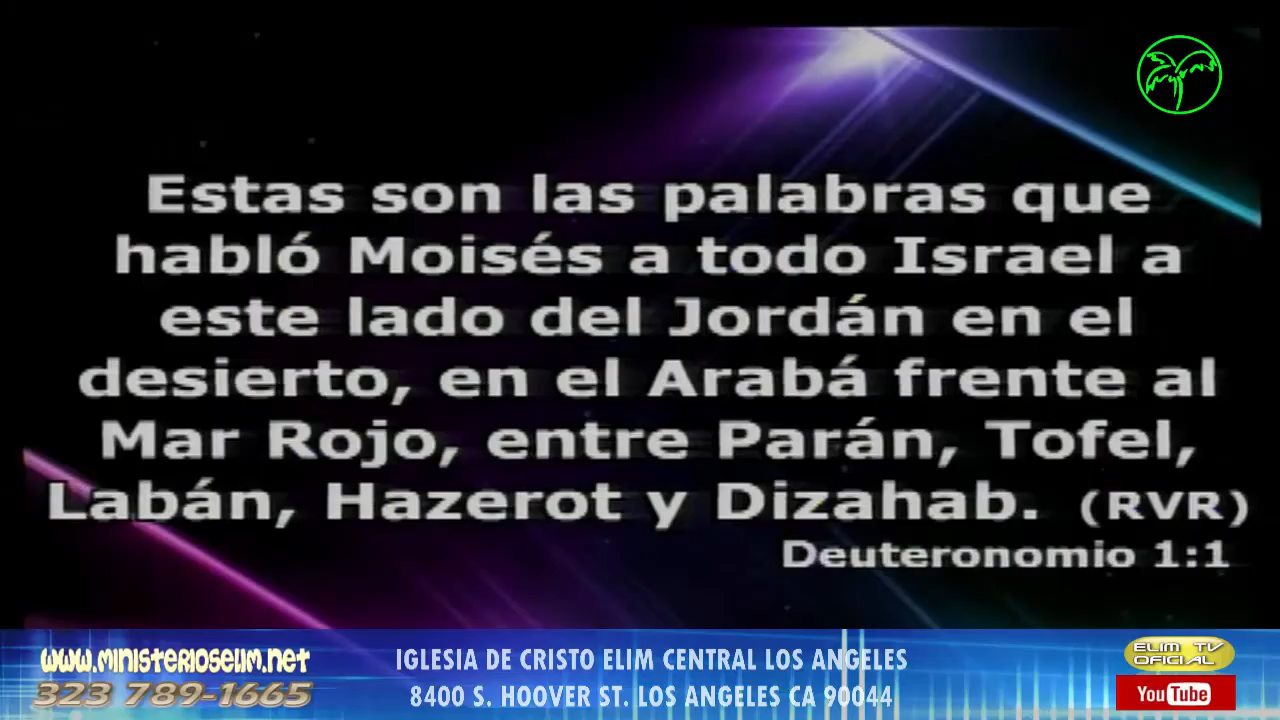 Estas son las palabras que
habló Moisés a todo Israel a
este lado del Jordán en el
desierto, en el Arabá frente al
Mar Rojo, entre Parán, Tofel,
Labán, Hazerot y Dizahab. (RVR)
Deuteronomio 1:1
www.ministerioselim.net
323 789-1665
IGLESIA DE CRISTO ELIM CENTRAL LOS ANGELES
8400 S. HOOVER ST. LOS ANGELES CA 90044
ELIM TV
OFICIAL
YouTube